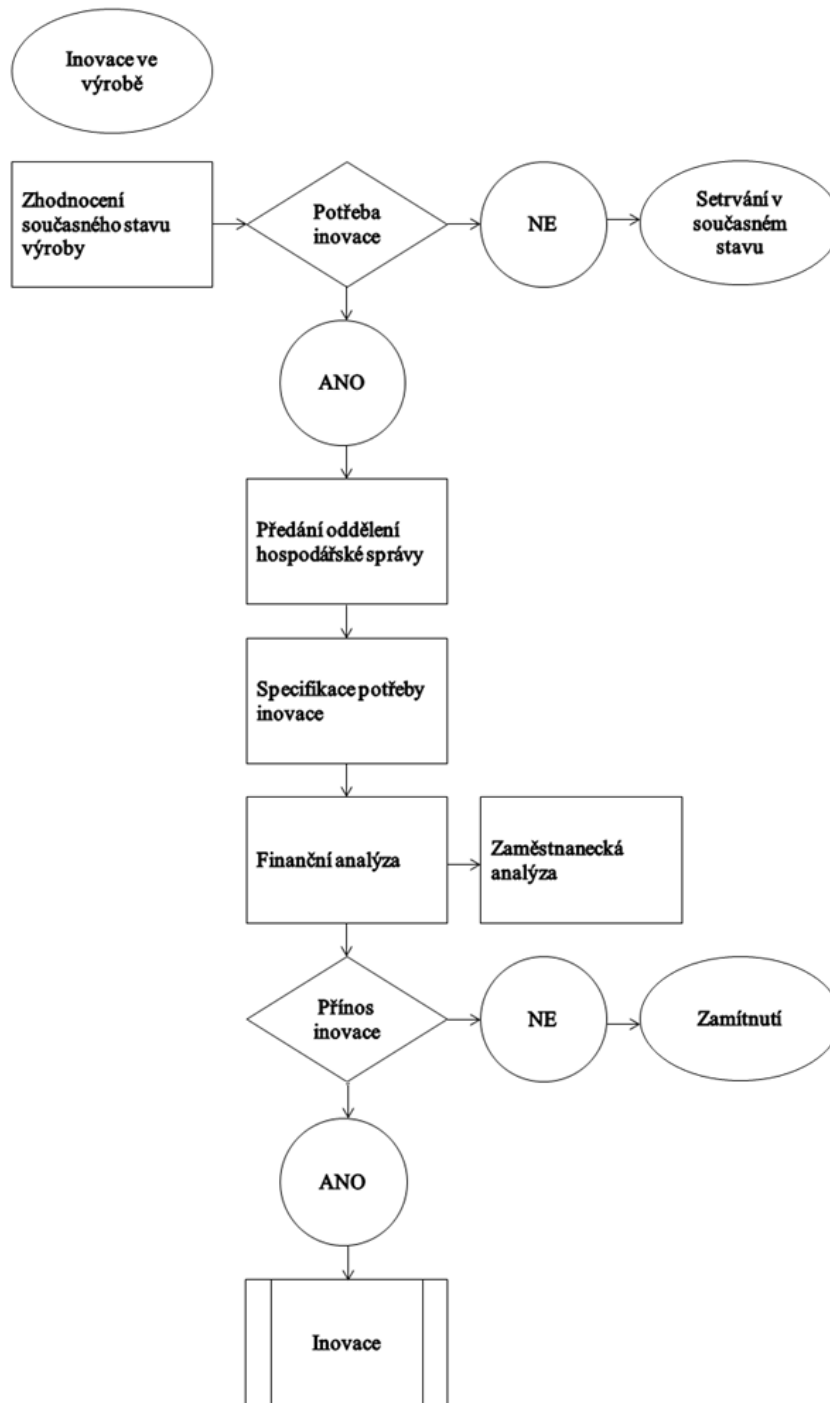 Inovace ve
výrobě
Zhodnocení
současného stavu
výroby
Potřeba
inovace
NE
Setrvání v
současném
stavu
ANO
Předání oddělení
hospodářské správy
Specifikace potřeby
inovace
Finanční analýza
Zaměstnanecká
analýza
Přínos
inovace
NE
Zamítnutí
ANO
Inovace